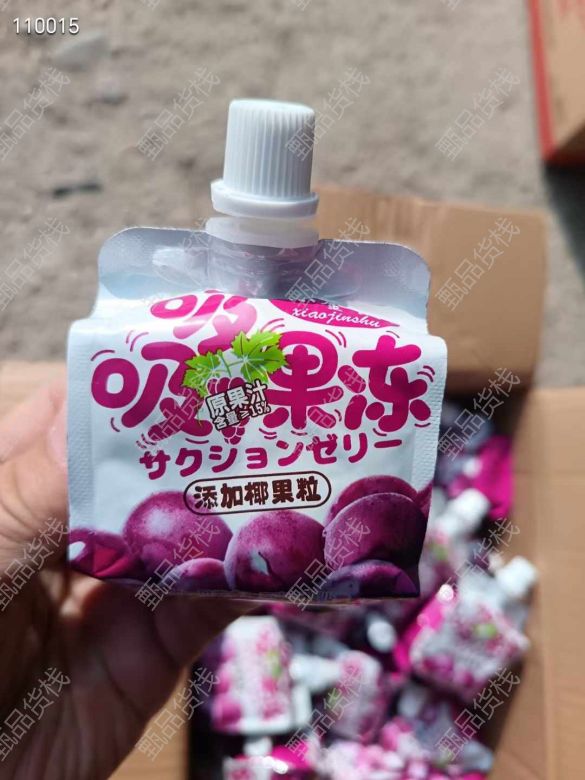 110015
xiaojinshu
吸吸果冻
原果汁
含量≥15%
サクションゼリー
添加椰果粒
甄品货栈